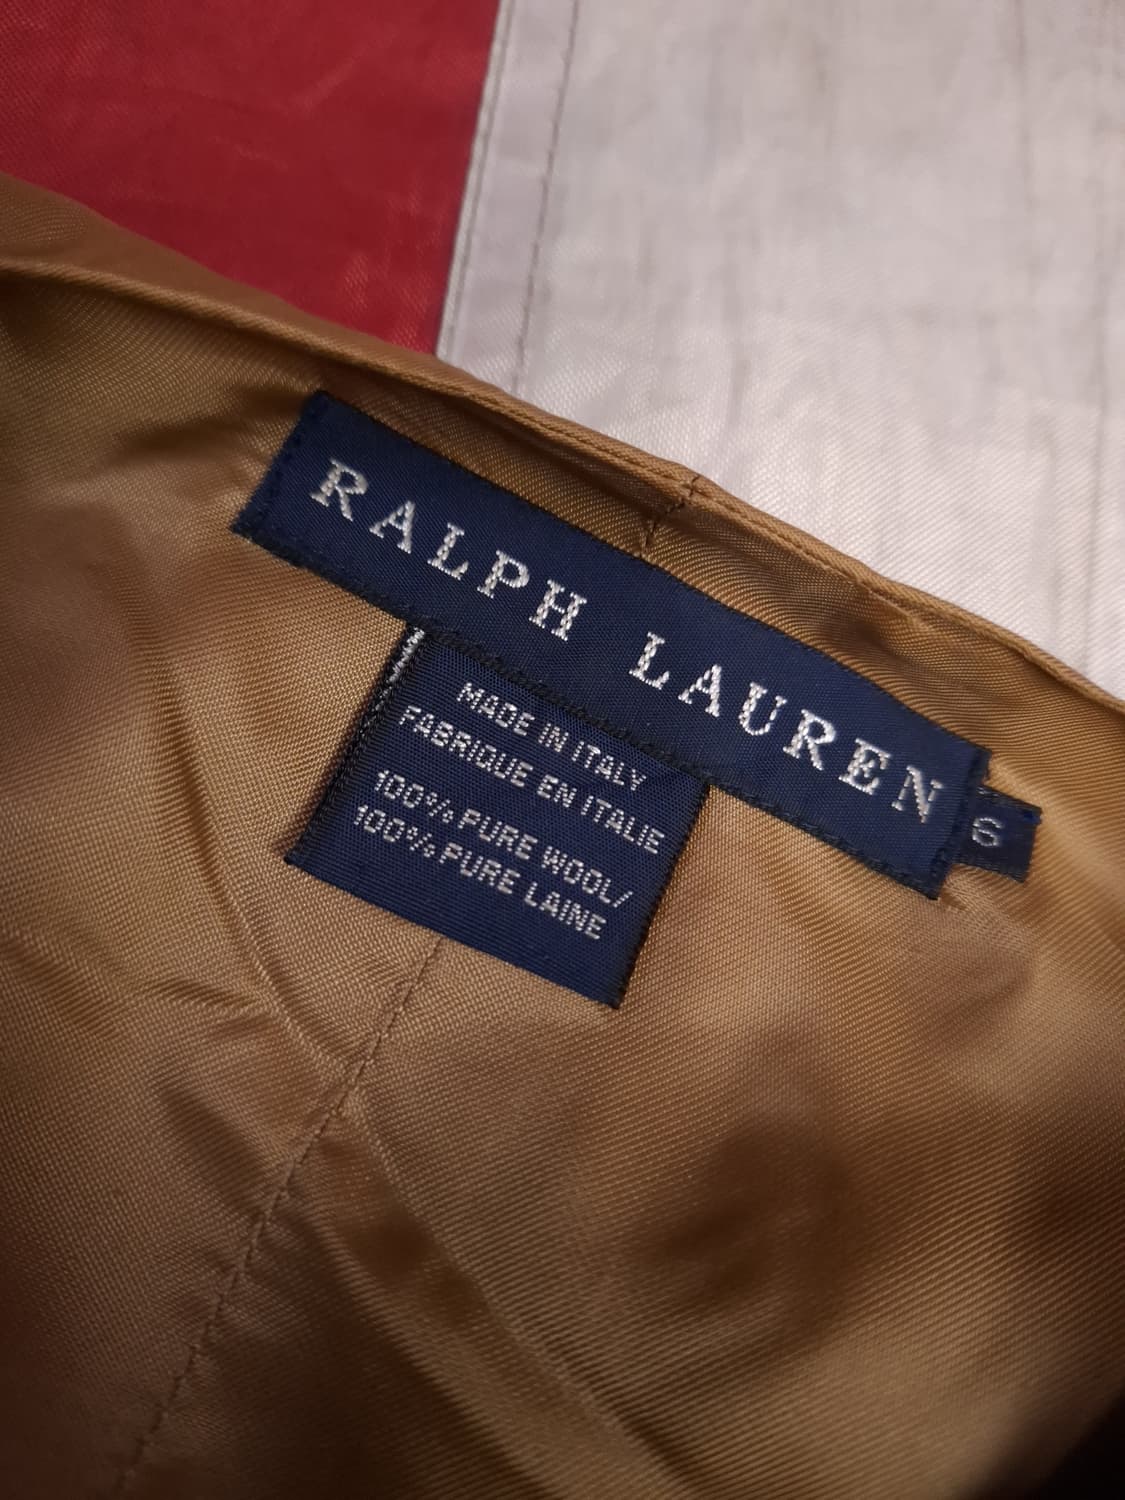 RALPH LAUREN
6
MADE IN ITALY
FABRIQUE EN ITALIE
100% PURE WOOL/
100% PURE LAINE